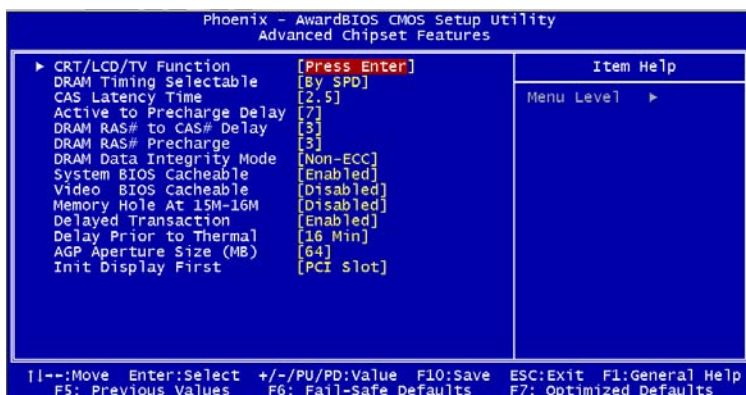 Phoenix - AwardBIOS CMOS Setup Utility
Advanced Chipset Features
▶ CRT/LCD/TV Function [Press Enter]
DRAM Timing Selectable [By SPD]
CAS Latency Time [2.5]
Active to Precharge Delay [7]
DRAM RAS# to CAS# Delay [3]
DRAM RAS# Precharge [3]
DRAM Data Integrity Mode [Non-ECC]
System BIOS Cacheable [Enabled]
Video BIOS Cacheable [Disabled]
Memory Hole At 15M-16M [Disabled]
Delayed Transaction [Enabled]
Delay Prior to Thermal [16 Min]
AGP Aperture Size (MB) [64]
Init Display First [PCI Slot]
Item Help
Menu Level ▶
↑↓→←:Move Enter:Select +/-/PU/PD:Value F10:Save ESC:Exit F1:General Help
F5: Previous Values F6: Fail-Safe Defaults F7: Optimized Defaults